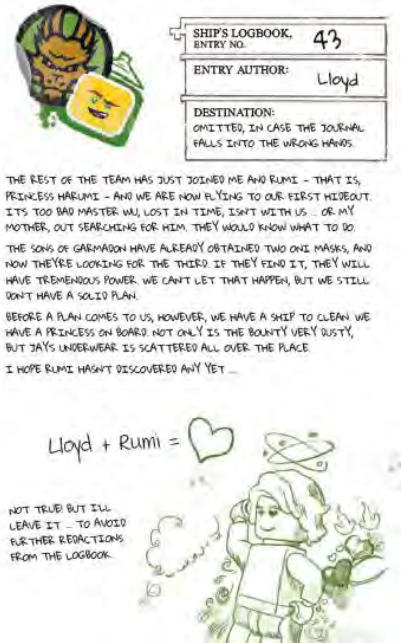 SHIP'S LOGBOOK,
ENTRY NO. 43
ENTRY AUTHOR:
Lloyd
DESTINATION:
OMITTED, IN CASE THE JOURNAL
FALLS INTO THE WRONG HANDS.
THE REST OF THE TEAM HAS JUST JOINED ME AND RUMI – THAT IS,
PRINCESS HARUMI – AND WE ARE NOW FLYING TO OUR FIRST HIDEOUT.
ITS TOO BAD MASTER WU, LOST IN TIME, ISNT WITH US ... OR MY
MOTHER, OUT SEARCHING FOR HIM. THEY WOULD KNOW WHAT TO DO.
THE SONS OF GARMADON HAVE ALREADY OBTAINED TWO ONI MASKS, AND
NOW THEYRE LOOKING FOR THE THIRD. IF THEY FIND IT, THEY WILL
HAVE TREMENDOUS POWER. WE CAN'T LET THAT HAPPEN, BUT WE STILL
DONT HAVE A SOLID PLAN.
BEFORE A PLAN COMES TO US, HOWEVER, WE HAVE A SHIP TO CLEAN. WE
HAVE A PRINCESS ON BOARD. NOT ONLY IS THE BOUNTY VERY DUSTY,
BUT JAYS UNDERWEAR IS SCATTERED ALL OVER THE PLACE.
I HOPE RUMI HASNT DISCOVERED ANY YET ...
Lloyd + Rumi =
NOT TRUE! BUT ILL
LEAVE IT ... TO AVOID
FURTHER REDACTIONS
FROM THE LOGBOOK.